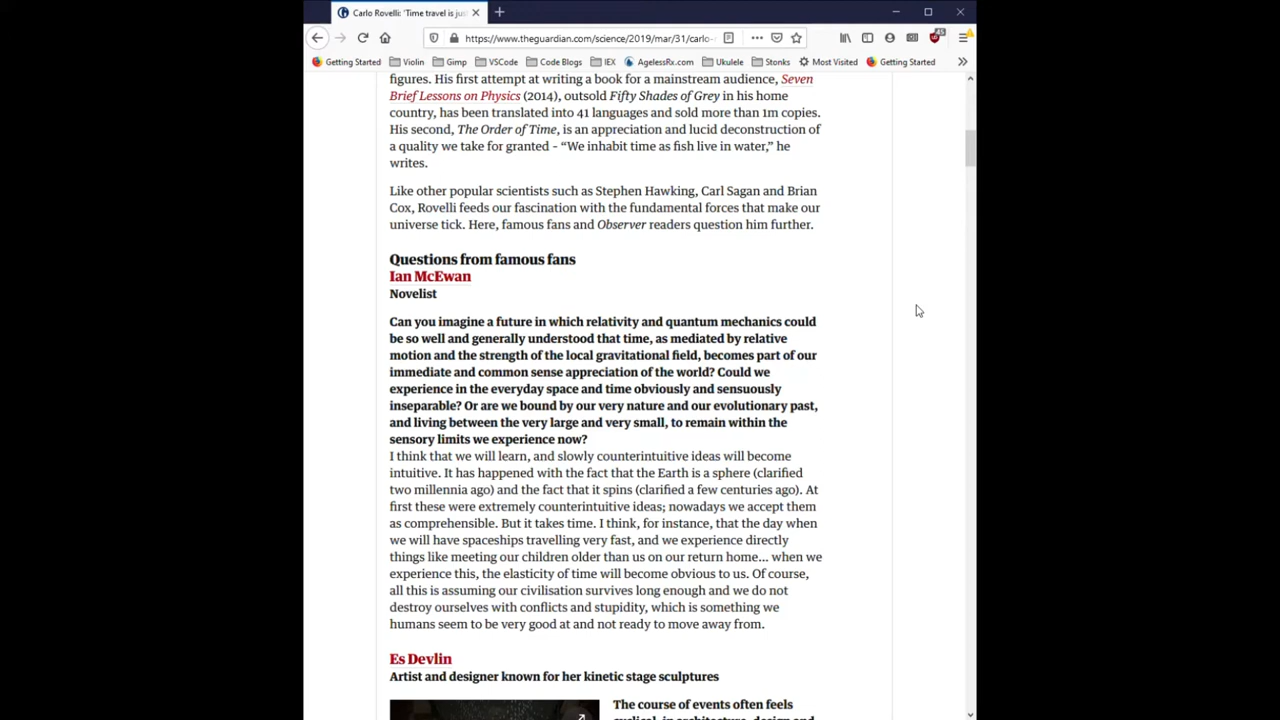 Carlo Rovelli: 'Time travel is jus
https://www.theguardian.com/science/2019/mar/31/carlo-
45
Getting Started Violin Gimp VSCode Code Blogs IEX AgelessRx.com Ukulele Stonks Most Visited Getting Started
figures. His first attempt at writing a book for a mainstream audience, Seven
Brief Lessons on Physics (2014), outsold Fifty Shades of Grey in his home
country, has been translated into 41 languages and sold more than 1m copies.
His second, The Order of Time, is an appreciation and lucid deconstruction of
a quality we take for granted – “We inhabit time as fish live in water,” he
writes.
Like other popular scientists such as Stephen Hawking, Carl Sagan and Brian
Cox, Rovelli feeds our fascination with the fundamental forces that make our
universe tick. Here, famous fans and Observer readers question him further.
Questions from famous fans
Ian McEwan
Novelist
Can you imagine a future in which relativity and quantum mechanics could
be so well and generally understood that time, as mediated by relative
motion and the strength of the local gravitational field, becomes part of our
immediate and common sense appreciation of the world? Could we
experience in the everyday space and time obviously and sensuously
inseparable? Or are we bound by our very nature and our evolutionary past,
and living between the very large and very small, to remain within the
sensory limits we experience now?
I think that we will learn, and slowly counterintuitive ideas will become
intuitive. It has happened with the fact that the Earth is a sphere (clarified
two millennia ago) and the fact that it spins (clarified a few centuries ago). At
first these were extremely counterintuitive ideas; nowadays we accept them
as comprehensible. But it takes time. I think, for instance, that the day when
we will have spaceships travelling very fast, and we experience directly
things like meeting our children older than us on our return home… when we
experience this, the elasticity of time will become obvious to us. Of course,
all this is assuming our civilisation survives long enough and we do not
destroy ourselves with conflicts and stupidity, which is something we
humans seem to be very good at and not ready to move away from.
Es Devlin
Artist and designer known for her kinetic stage sculptures
The course of events often feels
cyclical, in architecture, design and